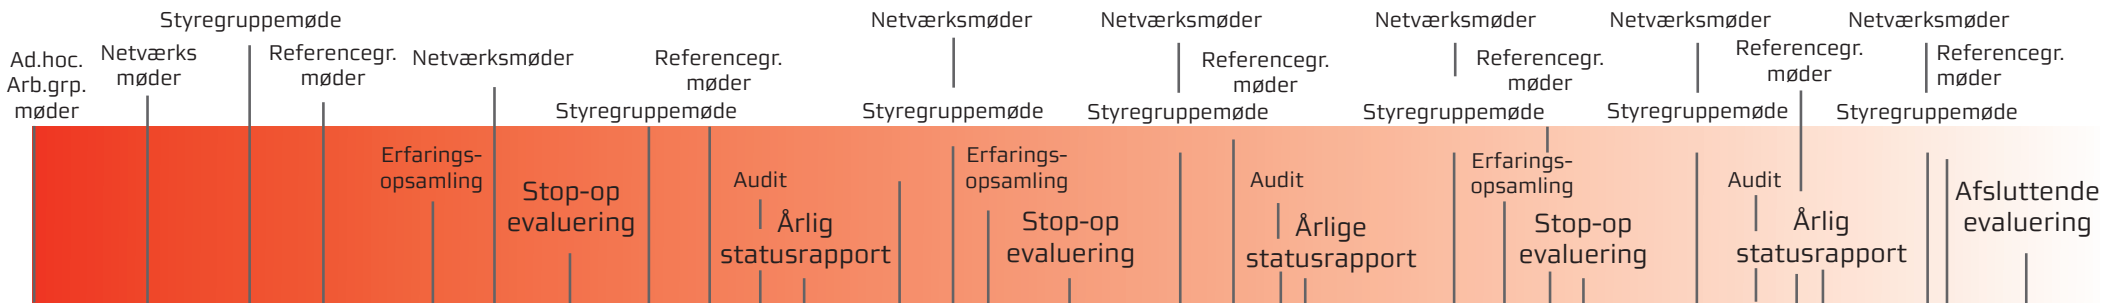 Ad.hoc.
Arb.grp.
møder
Netværks
møder
Styregruppemøde
Referencegr.
møder
Erfarings-
opsamling
Netværksmøder
Stop-op
evaluering
Styregruppemøde
Referencegr.
møder
Audit
Årlig
statusrapport
Netværksmøder
Styregruppemøde
Erfarings-
opsamling
Stop-op
evaluering
Netværksmøder
Styregruppemøde
Referencegr.
møder
Audit
Årlige
statusrapport
Netværksmøder
Styregruppemøde
Referencegr.
møder
Erfarings-
opsamling
Stop-op
evaluering
Netværksmøder
Styregruppemøde
Audit
Referencegr.
møder
Årlig
statusrapport
Netværksmøder
Styregruppemøde
Referencegr.
møder
Afsluttende
evaluering